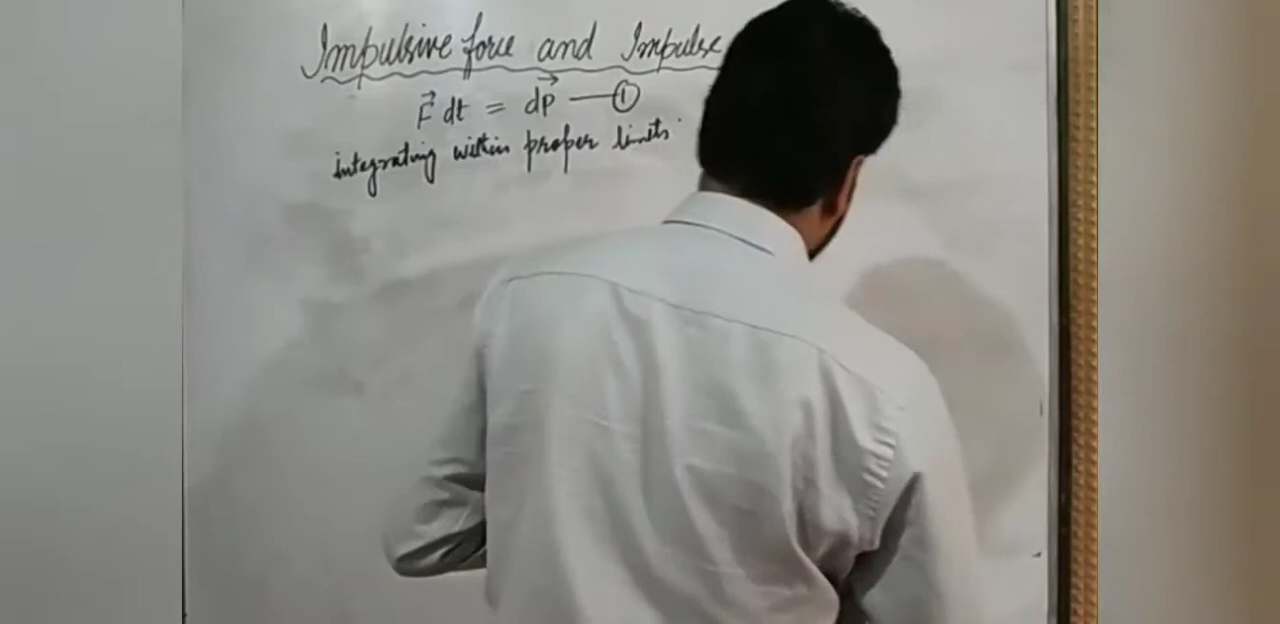 Impulsive force and Impulse
F⃗ dt = dp⃗ —①
integrating within proper limits